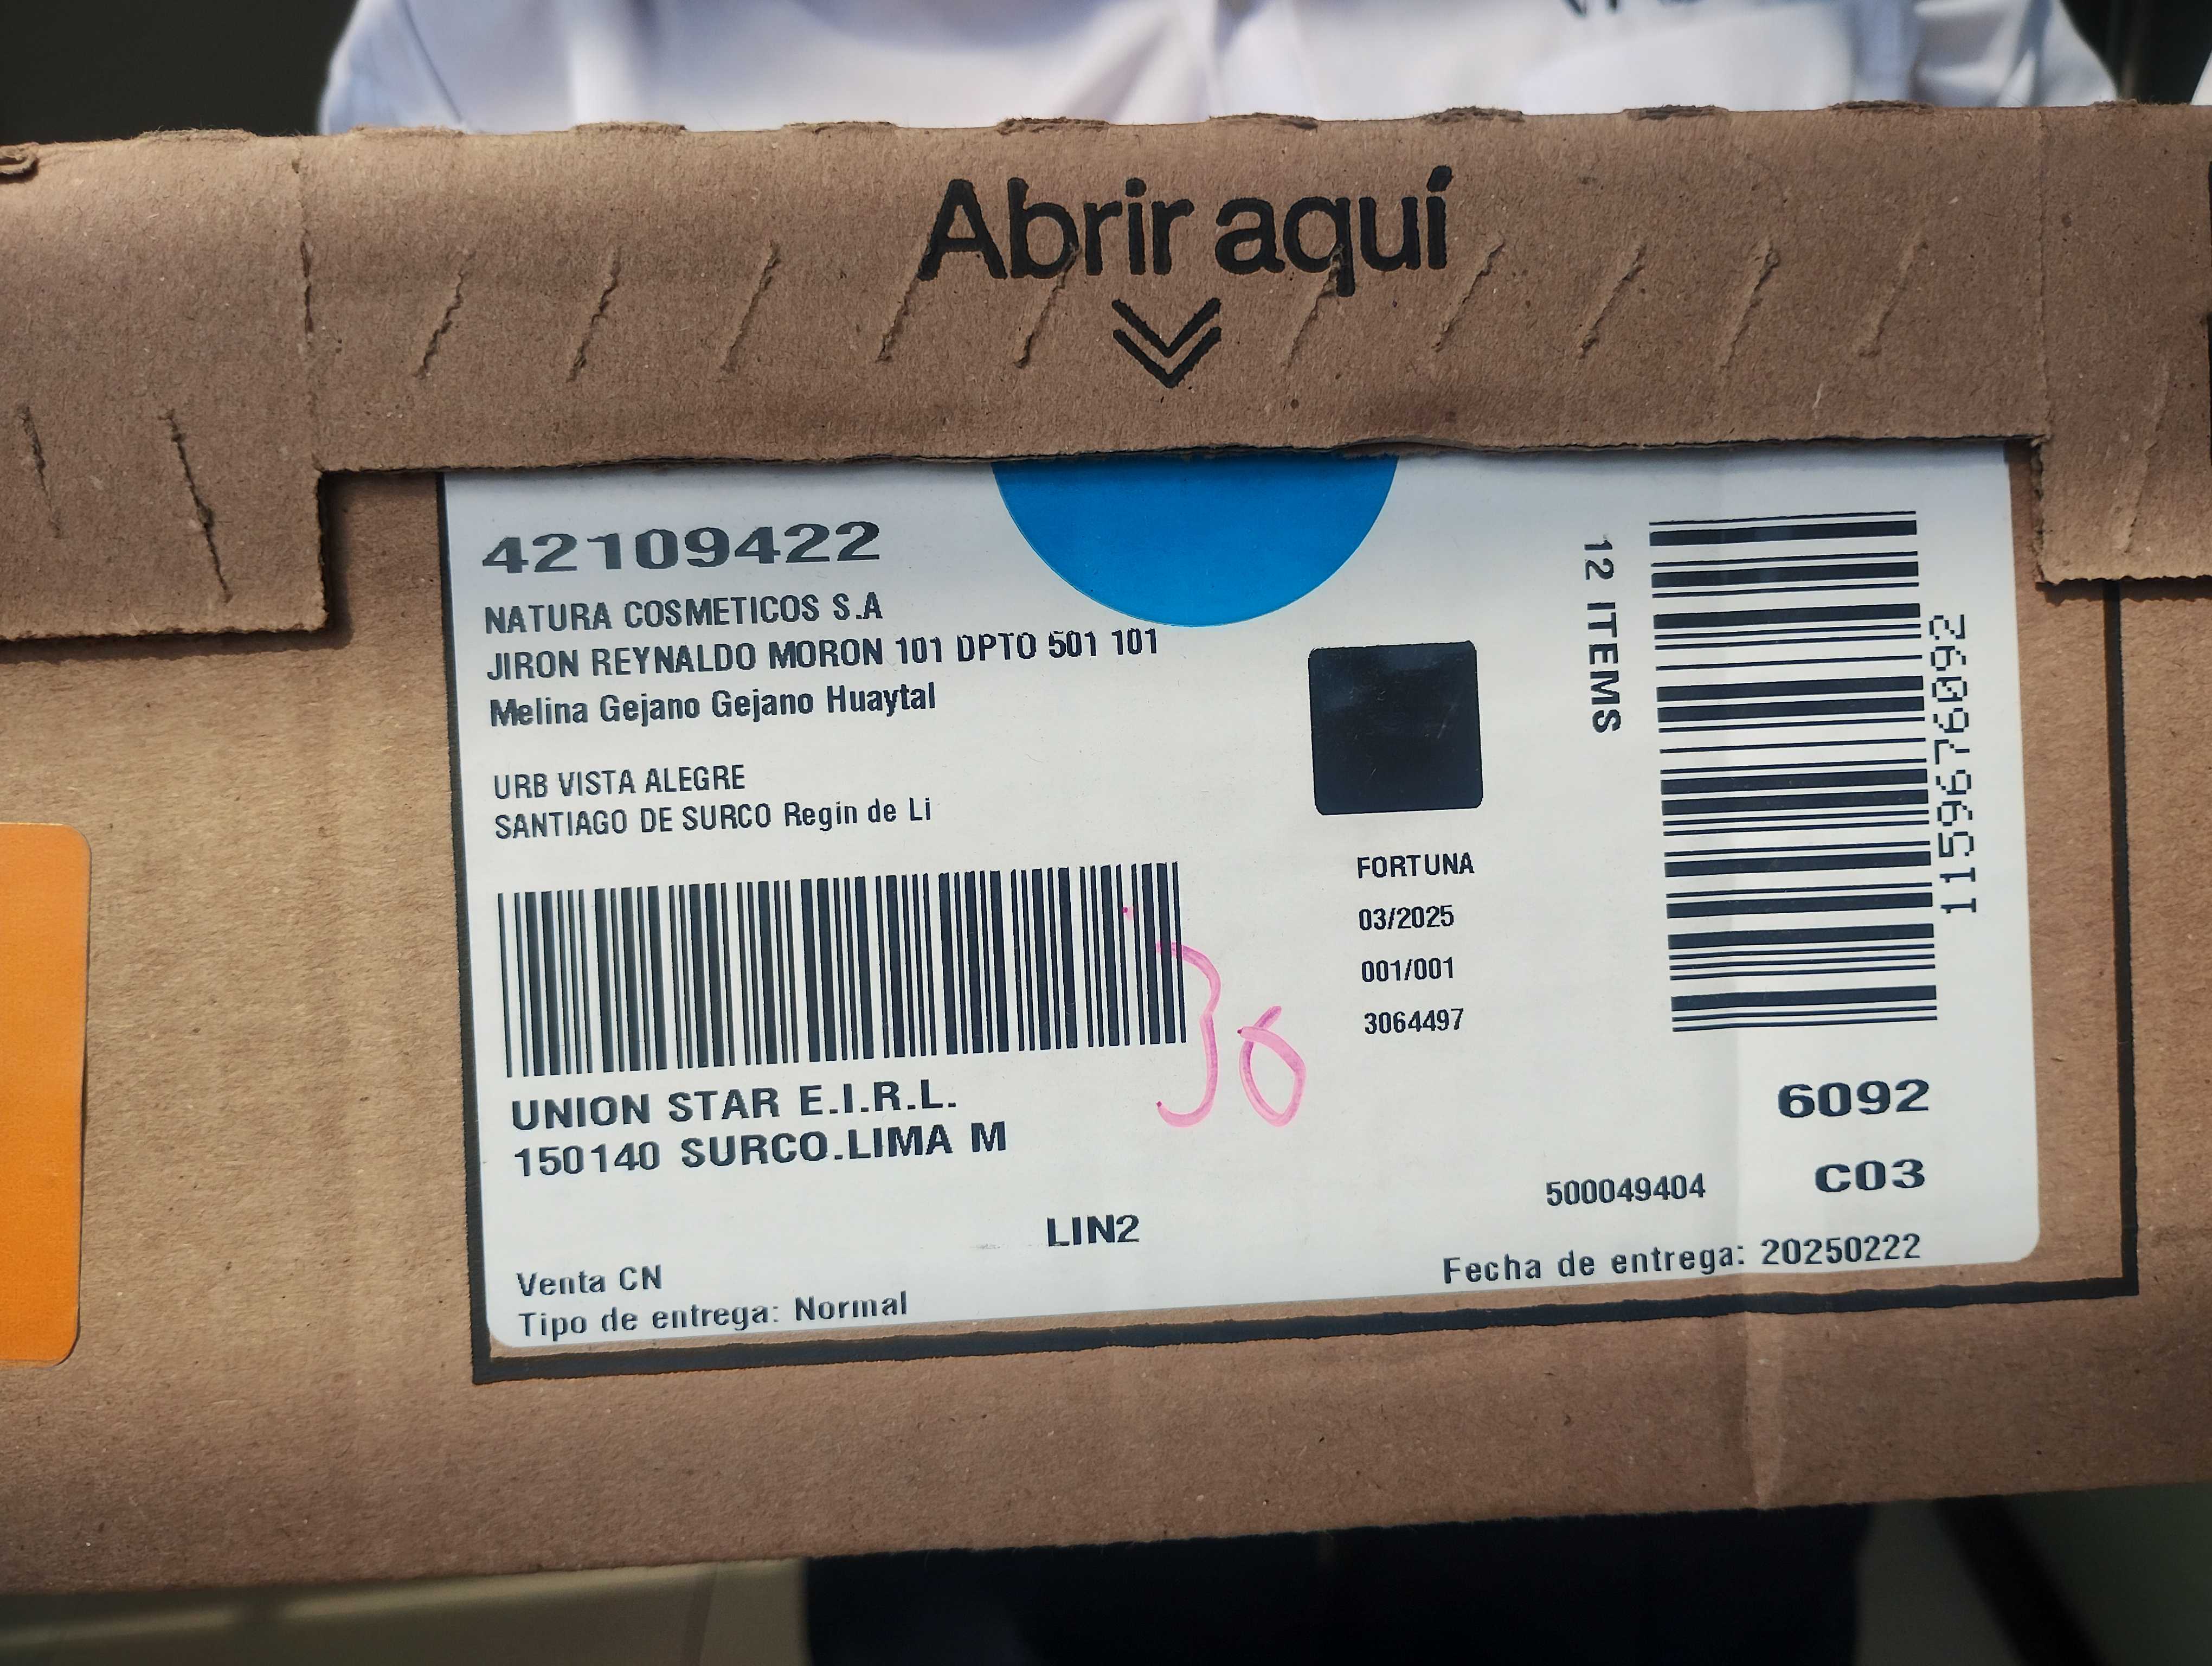 Abrir aquí
42109422
NATURA COSMETICOS S.A
JIRON REYNALDO MORON 101 DPTO 501 101
Melina Gejano Gejano Huaytal
URB VISTA ALEGRE
SANTIAGO DE SURCO Regin de Li
UNION STAR E.I.R.L.
150140 SURCO.LIMA M
LIN2
Venta CN
Tipo de entrega: Normal
36
FORTUNA
03/2025
001/001
3064497
12 ITEMS
1159676092
6092
C03
500049404
Fecha de entrega: 20250222